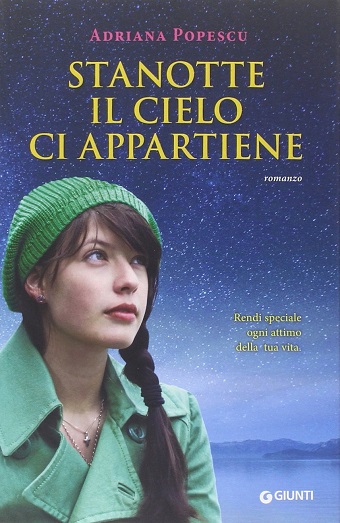 ADRIANA POPESCU
STANOTTE
IL CIELO
CI APPARTIENE
romanzo
Rendi speciale
ogni attimo
della tua vita.
GIUNTI